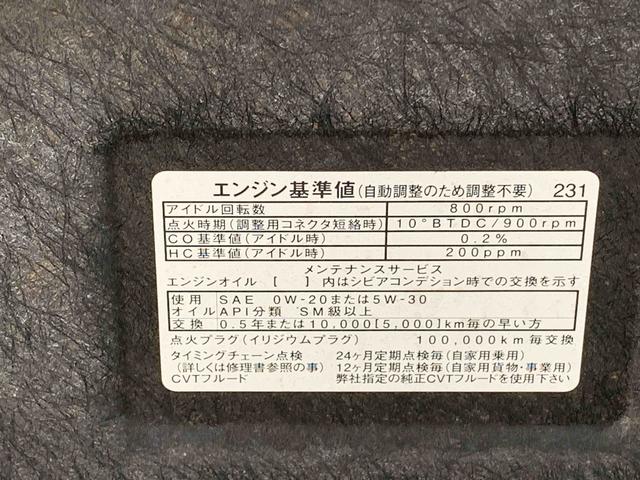 エンジン基準値(自動調整のため調整不要) 231
アイドル回転数 800rpm
点火時期(調整用コネクタ短絡時) 10°BTDC/900rpm
CO基準値(アイドル時) 0.2%
HC基準値(アイドル時) 200ppm
メンテナンスサービス
エンジンオイル [ ]内はシビアコンデション時での交換を示す
使用 SAE 0W-20または5W-30
オイル API分類 SM級以上
交換 0.5年または10,000[5,000]km毎の早い方
点火プラグ(イリジウムプラグ) 100,000km毎交換
タイミングチェーン点検 24ヶ月定期点検毎(自家用乗用)
(詳しくは修理書参照の事) 12ヶ月定期点検毎(自家用貨物・事業用)
CVTフルード 弊社指定の純正CVTフルードを使用下さい